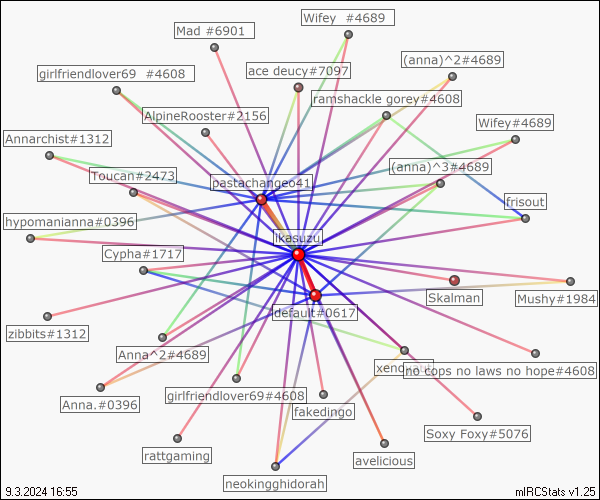 Wifey #4689
Mad #6901
(anna)^2#4689
girlfriendlover69 #4608
ace deucy#7097
ramshackle gorey#4608
AlpineRooster#2156
Wifey#4689
Annarchist#1312
(anna)^3#4689
Toucan#2473
pastachange041
frisout
hypomanianna#0396
ikasuzu
Cypha#1717
Skalman
Mushy#1984
default#0617
zibbits#1312
Anna^2#4689
no cops no laws no hope#4608
girlfriendlover69#4608
Anna.#0396
fakedingo
Soxy Foxy#5076
rattgaming
avelicious
neokingghidorah
9.3.2024 16:55
mIRCStats v1.25